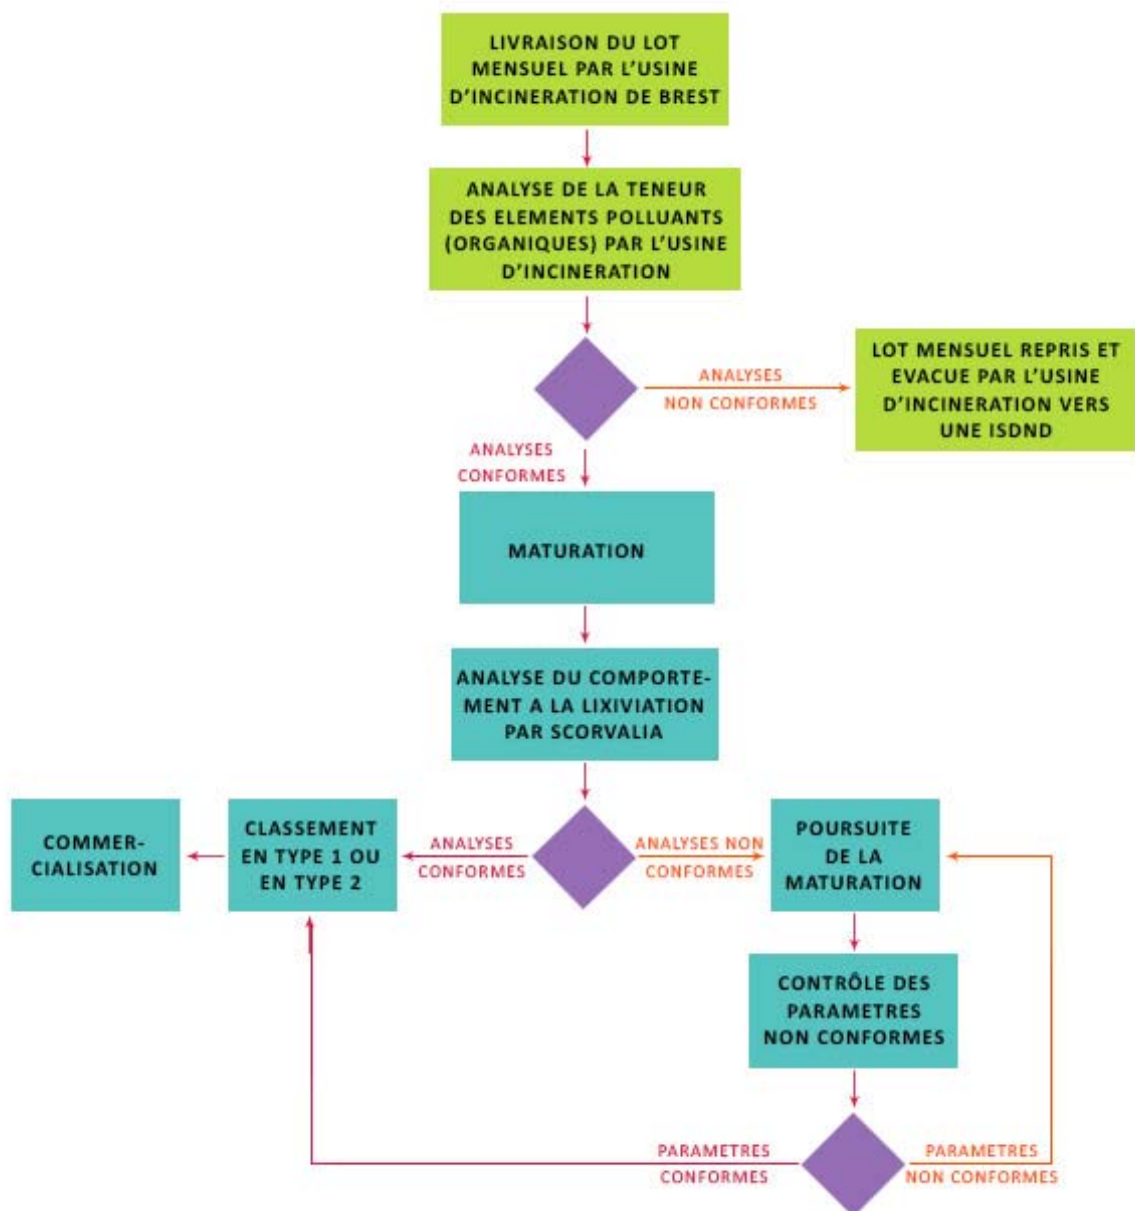 LIVRAISON DU LOT
MENSUEL PAR L'USINE
D'INCINERATION DE BREST
ANALYSE DE LA TENEUR
DES ELEMENTS POLLUANTS
(ORGANIQUES) PAR L'USINE
D'INCINERATION
ANALYSES
NON CONFORMES
LOT MENSUEL REPRIS ET
EVACUE PAR L'USINE
D'INCINERATION VERS
UNE ISDND
ANALYSES
CONFORMES
MATURATION
ANALYSE DU COMPORTE-
MENT A LA LIXIVIATION
PAR SCORVALIA
COMMER-
CIALISATION
CLASSEMENT
EN TYPE 1 OU
EN TYPE 2
ANALYSES
CONFORMES
ANALYSES NON
CONFORMES
POURSUITE
DE LA
MATURATION
CONTRÔLE DES
PARAMETRES
NON CONFORMES
PARAMETRES
CONFORMES
PARAMETRES
NON CONFORMES